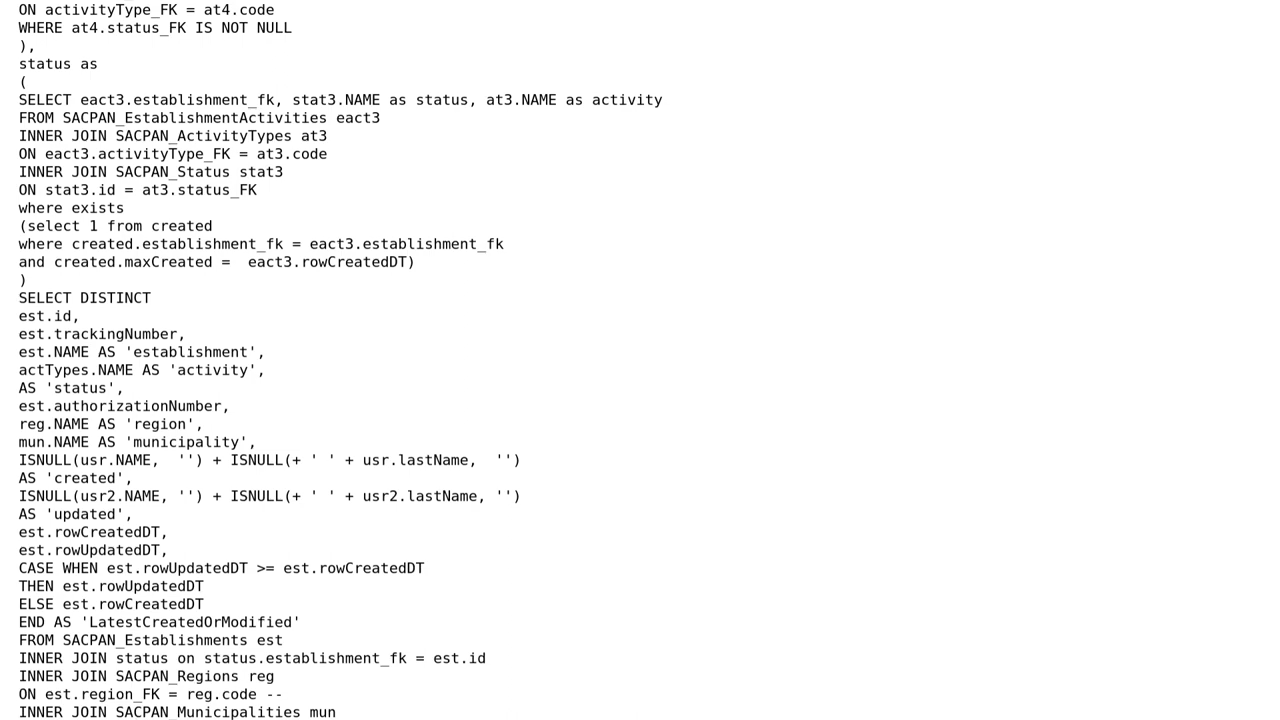 ON activityType_FK = at4.code
WHERE at4.status_FK IS NOT NULL
),
status as
(
SELECT eact3.establishment_fk, stat3.NAME as status, at3.NAME as activity
FROM SACPAN_EstablishmentActivities eact3
INNER JOIN SACPAN_ActivityTypes at3
ON eact3.activityType_FK = at3.code
INNER JOIN SACPAN_Status stat3
ON stat3.id = at3.status_FK
where exists
(select 1 from created
where created.establishment_fk = eact3.establishment_fk
and created.maxCreated =  eact3.rowCreatedDT)
)
SELECT DISTINCT
est.id,
est.trackingNumber,
est.NAME AS 'establishment',
actTypes.NAME AS 'activity',
AS 'status',
est.authorizationNumber,
reg.NAME AS 'region',
mun.NAME AS 'municipality',
ISNULL(usr.NAME,  '') + ISNULL(+ ' ' + usr.lastName,  '')
AS 'created',
ISNULL(usr2.NAME, '') + ISNULL(+ ' ' + usr2.lastName, '')
AS 'updated',
est.rowCreatedDT,
est.rowUpdatedDT,
CASE WHEN est.rowUpdatedDT >= est.rowCreatedDT
THEN est.rowUpdatedDT
ELSE est.rowCreatedDT
END AS 'LatestCreatedOrModified'
FROM SACPAN_Establishments est
INNER JOIN status on status.establishment_fk = est.id
INNER JOIN SACPAN_Regions reg
ON est.region_FK = reg.code --
INNER JOIN SACPAN_Municipalities mun